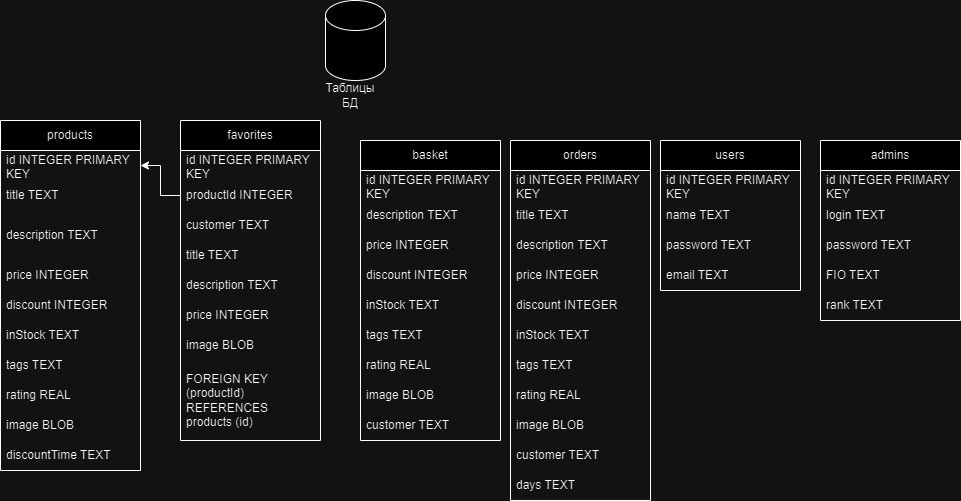 Таблицы
БД
products
id INTEGER PRIMARY
KEY
title TEXT
description TEXT
price INTEGER
discount INTEGER
inStock TEXT
tags TEXT
rating REAL
image BLOB
discountTime TEXT
favorites
id INTEGER PRIMARY
KEY
productId INTEGER
customer TEXT
title TEXT
description TEXT
price INTEGER
image BLOB
FOREIGN KEY
(productId)
REFERENCES
products (id)
basket
id INTEGER PRIMARY
KEY
description TEXT
price INTEGER
discount INTEGER
inStock TEXT
tags TEXT
rating REAL
image BLOB
customer TEXT
orders
id INTEGER PRIMARY
KEY
title TEXT
description TEXT
price INTEGER
discount INTEGER
inStock TEXT
tags TEXT
rating REAL
image BLOB
customer TEXT
days TEXT
users
id INTEGER PRIMARY
KEY
name TEXT
password TEXT
email TEXT
admins
id INTEGER PRIMARY
KEY
login TEXT
password TEXT
FIO TEXT
rank TEXT